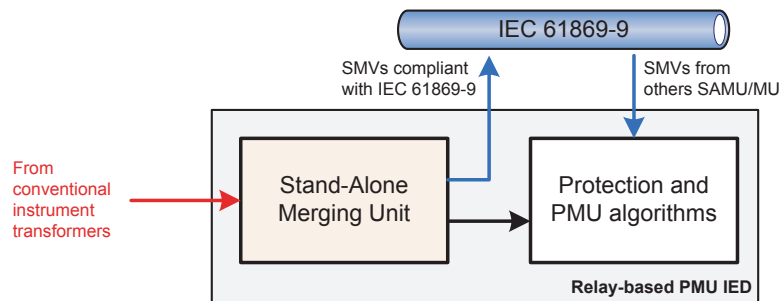 IEC 61869-9
SMVs compliant
with IEC 61869-9
SMVs from
others SAMU/MU
From
conventional
instrument
transformers
Stand-Alone
Merging Unit
Protection and
PMU algorithms
Relay-based PMU IED